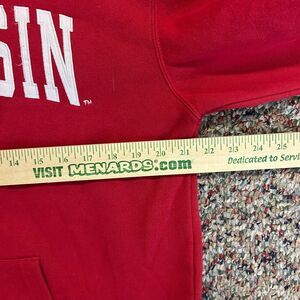 SIN
TM
14 15 16 17 18 19 20 21 22 23 24
VISIT MENARDS.com Dedicated to Servi